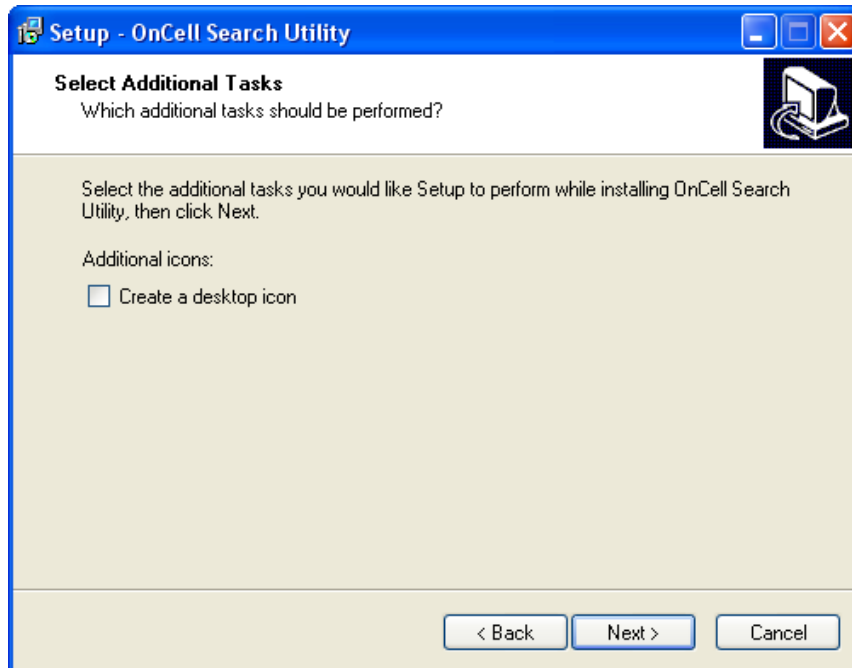 Setup - OnCell Search Utility
Select Additional Tasks
Which additional tasks should be performed?
Select the additional tasks you would like Setup to perform while installing OnCell Search
Utility, then click Next.
Additional icons:
Create a desktop icon
< Back
Next >
Cancel